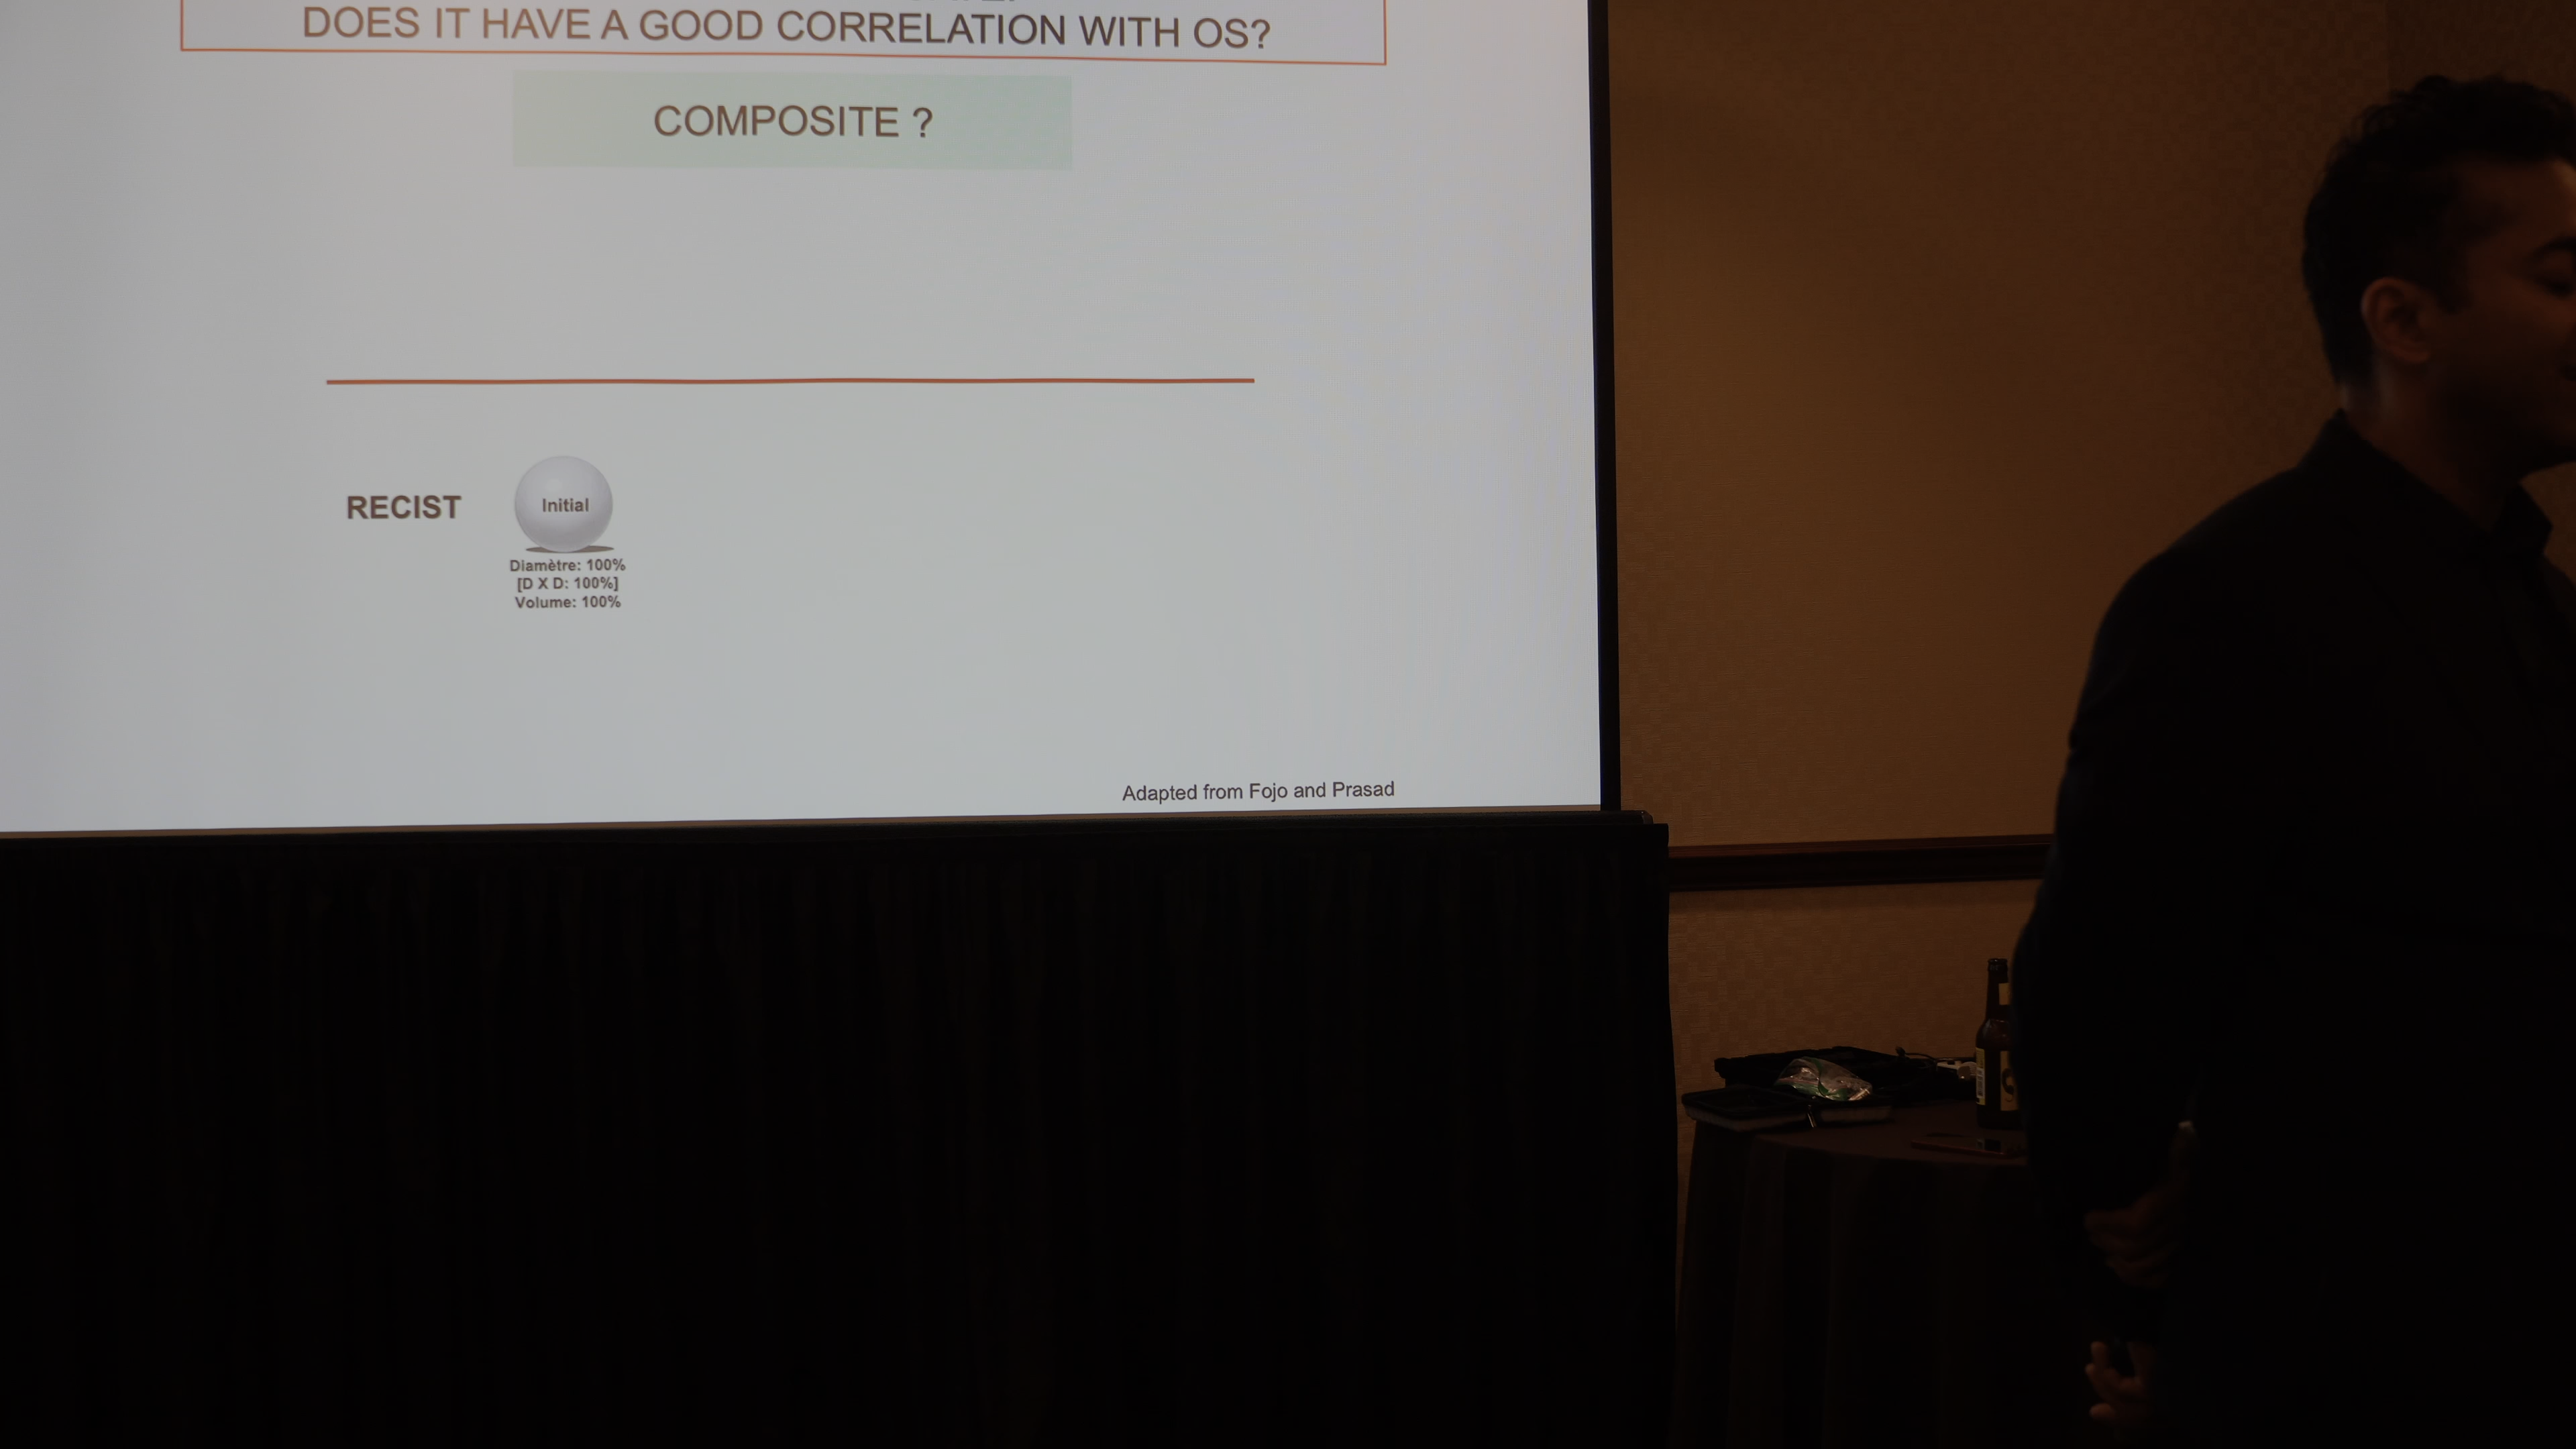 DOES IT HAVE A GOOD CORRELATION WITH OS?
COMPOSITE ?
RECIST
Initial
Diamètre: 100%
[D X D: 100%]
Volume: 100%
Adapted from Fojo and Prasad